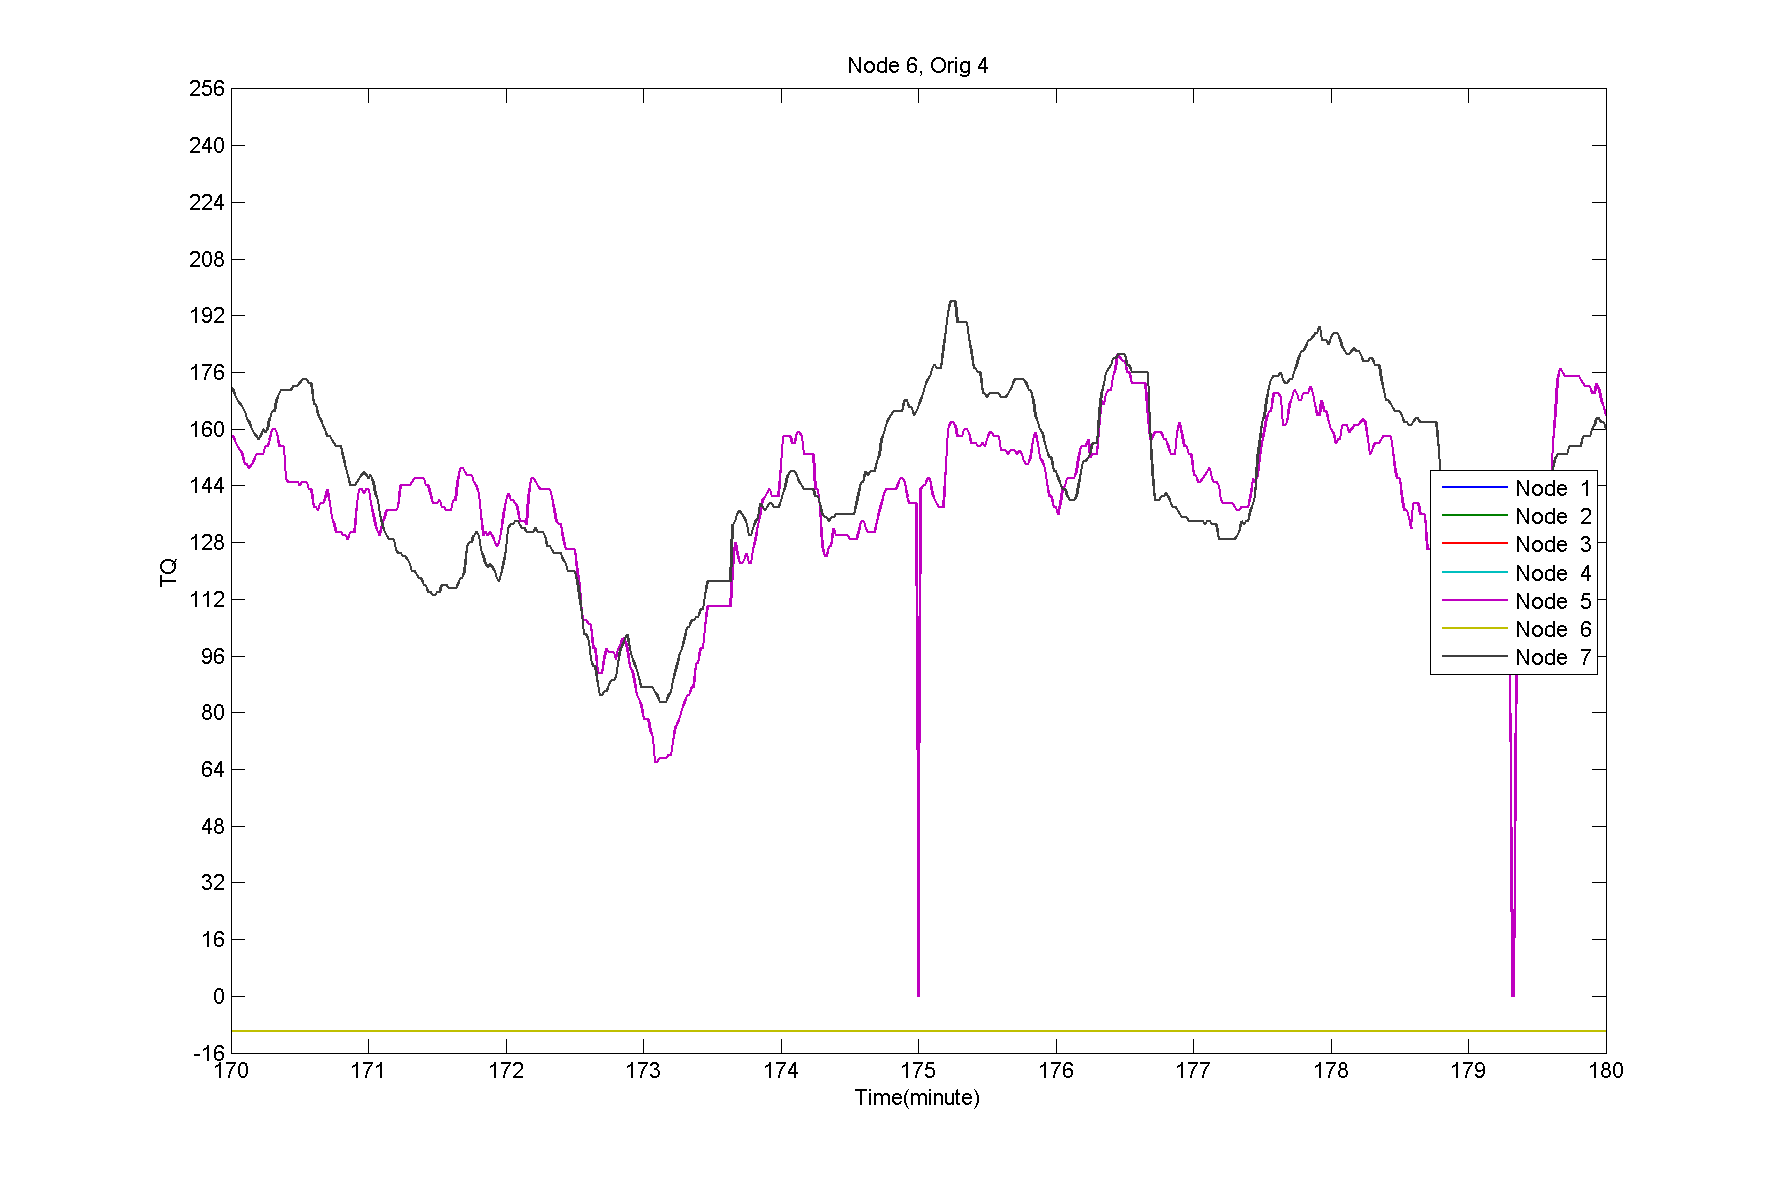 Node 6, Orig 4
256
240
224
208
192
176
160
144
128
112
96
80
64
48
32
16
0
-16
TQ
170 171 172 173 174 175 176 177 178 179 180
Time(minute)
Node 1
Node 2
Node 3
Node 4
Node 5
Node 6
Node 7